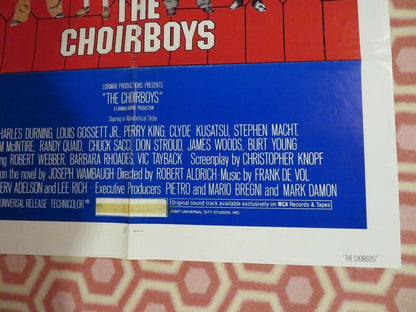 THE
CHOIRBOYS
LORIMAR PRODUCTIONS PRESENTS
"THE CHOIRBOYS"
A LORIMAR-AIRONE PRODUCTION
Starring in Alphabetical Order
CHARLES DURNING, LOUIS GOSSETT JR., PERRY KING, CLYDE KUSATSU, STEPHEN MACHT,
McINTIRE, RANDY QUAID, CHUCK SACCI, DON STROUD, JAMES WOODS, BURT YOUNG
ROBERT WEBBER, BARBARA RHOADES, VIC TAYBACK · Screenplay by CHRISTOPHER KNOPF
on the novel by JOSEPH WAMBAUGH · Directed by ROBERT ALDRICH · Music by FRANK DE VOL
MERV ADELSON and LEE RICH · Executive Producers PIETRO and MARIO BREGNI and MARK DAMON
UNIVERSAL RELEASE TECHNICOLOR®
Original sound track available exclusively on MCA Records & Tapes
©1977 UNIVERSAL CITY STUDIOS, INC.
"THE CHOIRBOYS"